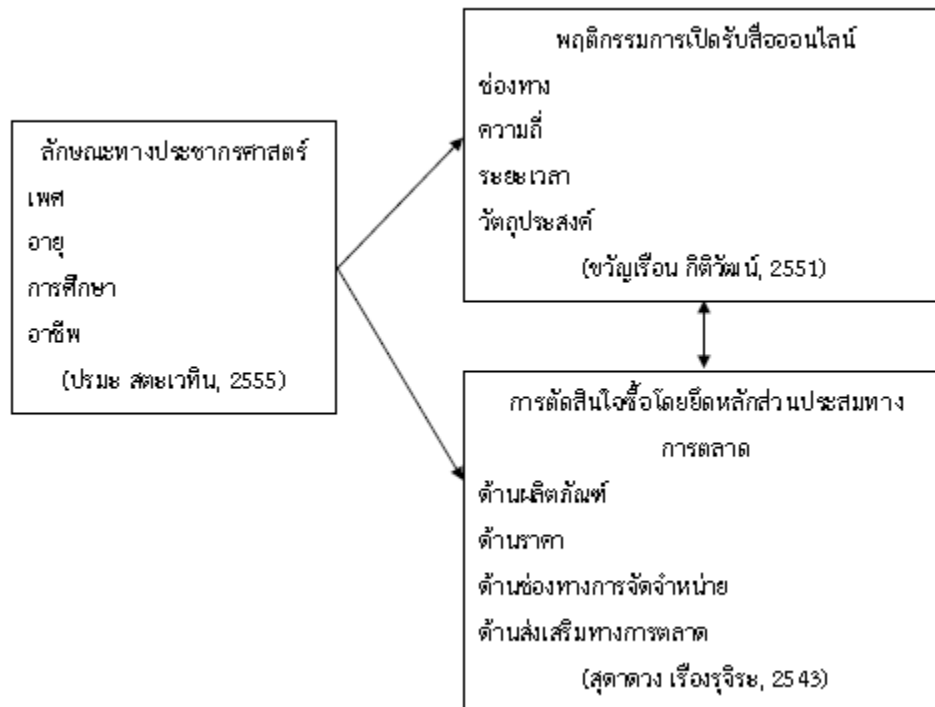 ลักษณะทางประชากรศาสตร์
เพศ
อายุ
การศึกษา
อาชีพ
(ปรมะ สตะเวทิน, 2555)
พฤติกรรมการเปิดรับสื่อออนไลน์
ช่องทาง
ความถี่
ระยะเวลา
วัตถุประสงค์
(ขวัญเรือน กิติวัฒน์, 2551)
การตัดสินใจซื้อโดยยึดหลักส่วนประสมทาง
การตลาด
ด้านผลิตภัณฑ์
ด้านราคา
ด้านช่องทางการจัดจำหน่าย
ด้านส่งเสริมทางการตลาด
(สุดาดวง เรืองรุจิระ, 2543)